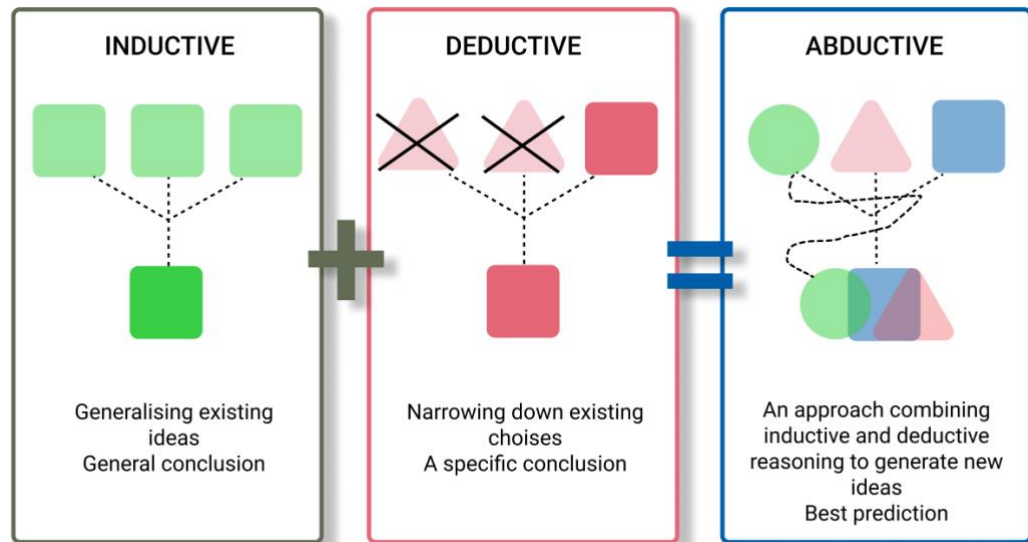 INDUCTIVE
Generalising existing
ideas
General conclusion
DEDUCTIVE
Narrowing down existing
choises
A specific conclusion
ABDUCTIVE
An approach combining
inductive and deductive
reasoning to generate new
ideas
Best prediction